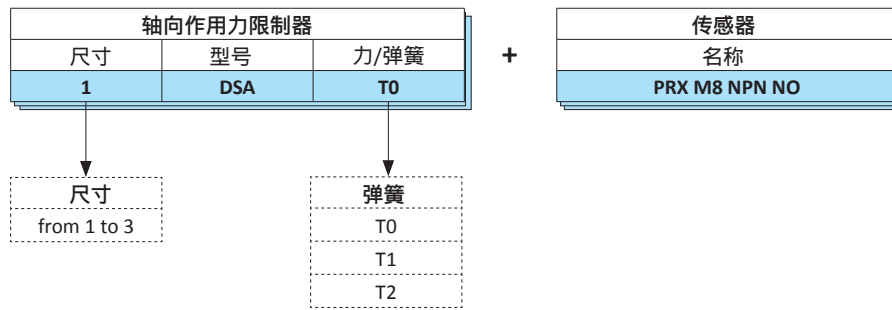 轴向作用力限制器
尺寸 型号 力/弹簧
1 DSA T0
+
传感器
名称
PRX M8 NPN NO
尺寸
from 1 to 3
弹簧
T0
T1
T2